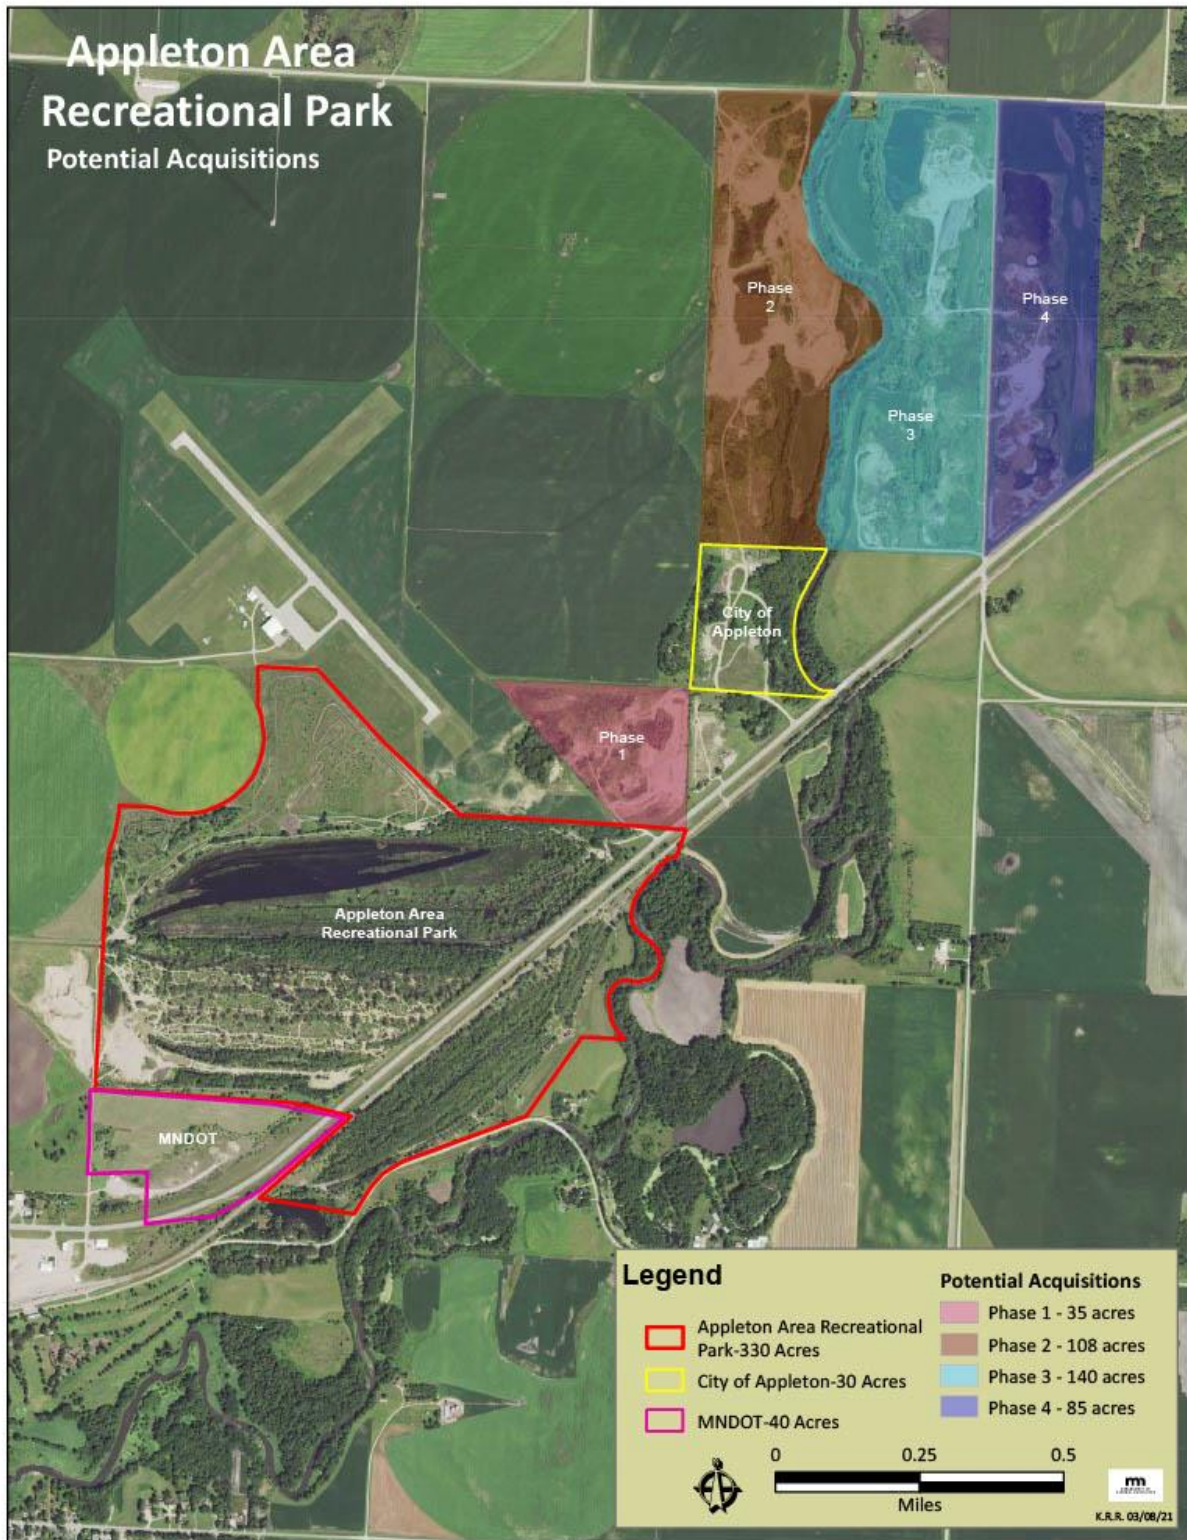 Appleton Area
Recreational Park
Potential Acquisitions
Phase
2
Phase
4
Phase
3
City of
Appleton
Phase
1
Appleton Area
Recreational Park
MNDOT
Legend
Appleton Area Recreational
Park-330 Acres
City of Appleton-30 Acres
MNDOT-40 Acres
Potential Acquisitions
Phase 1 - 35 acres
Phase 2 - 108 acres
Phase 3 - 140 acres
Phase 4 - 85 acres
0 0.25 0.5
Miles
K.R.R. 03/08/21